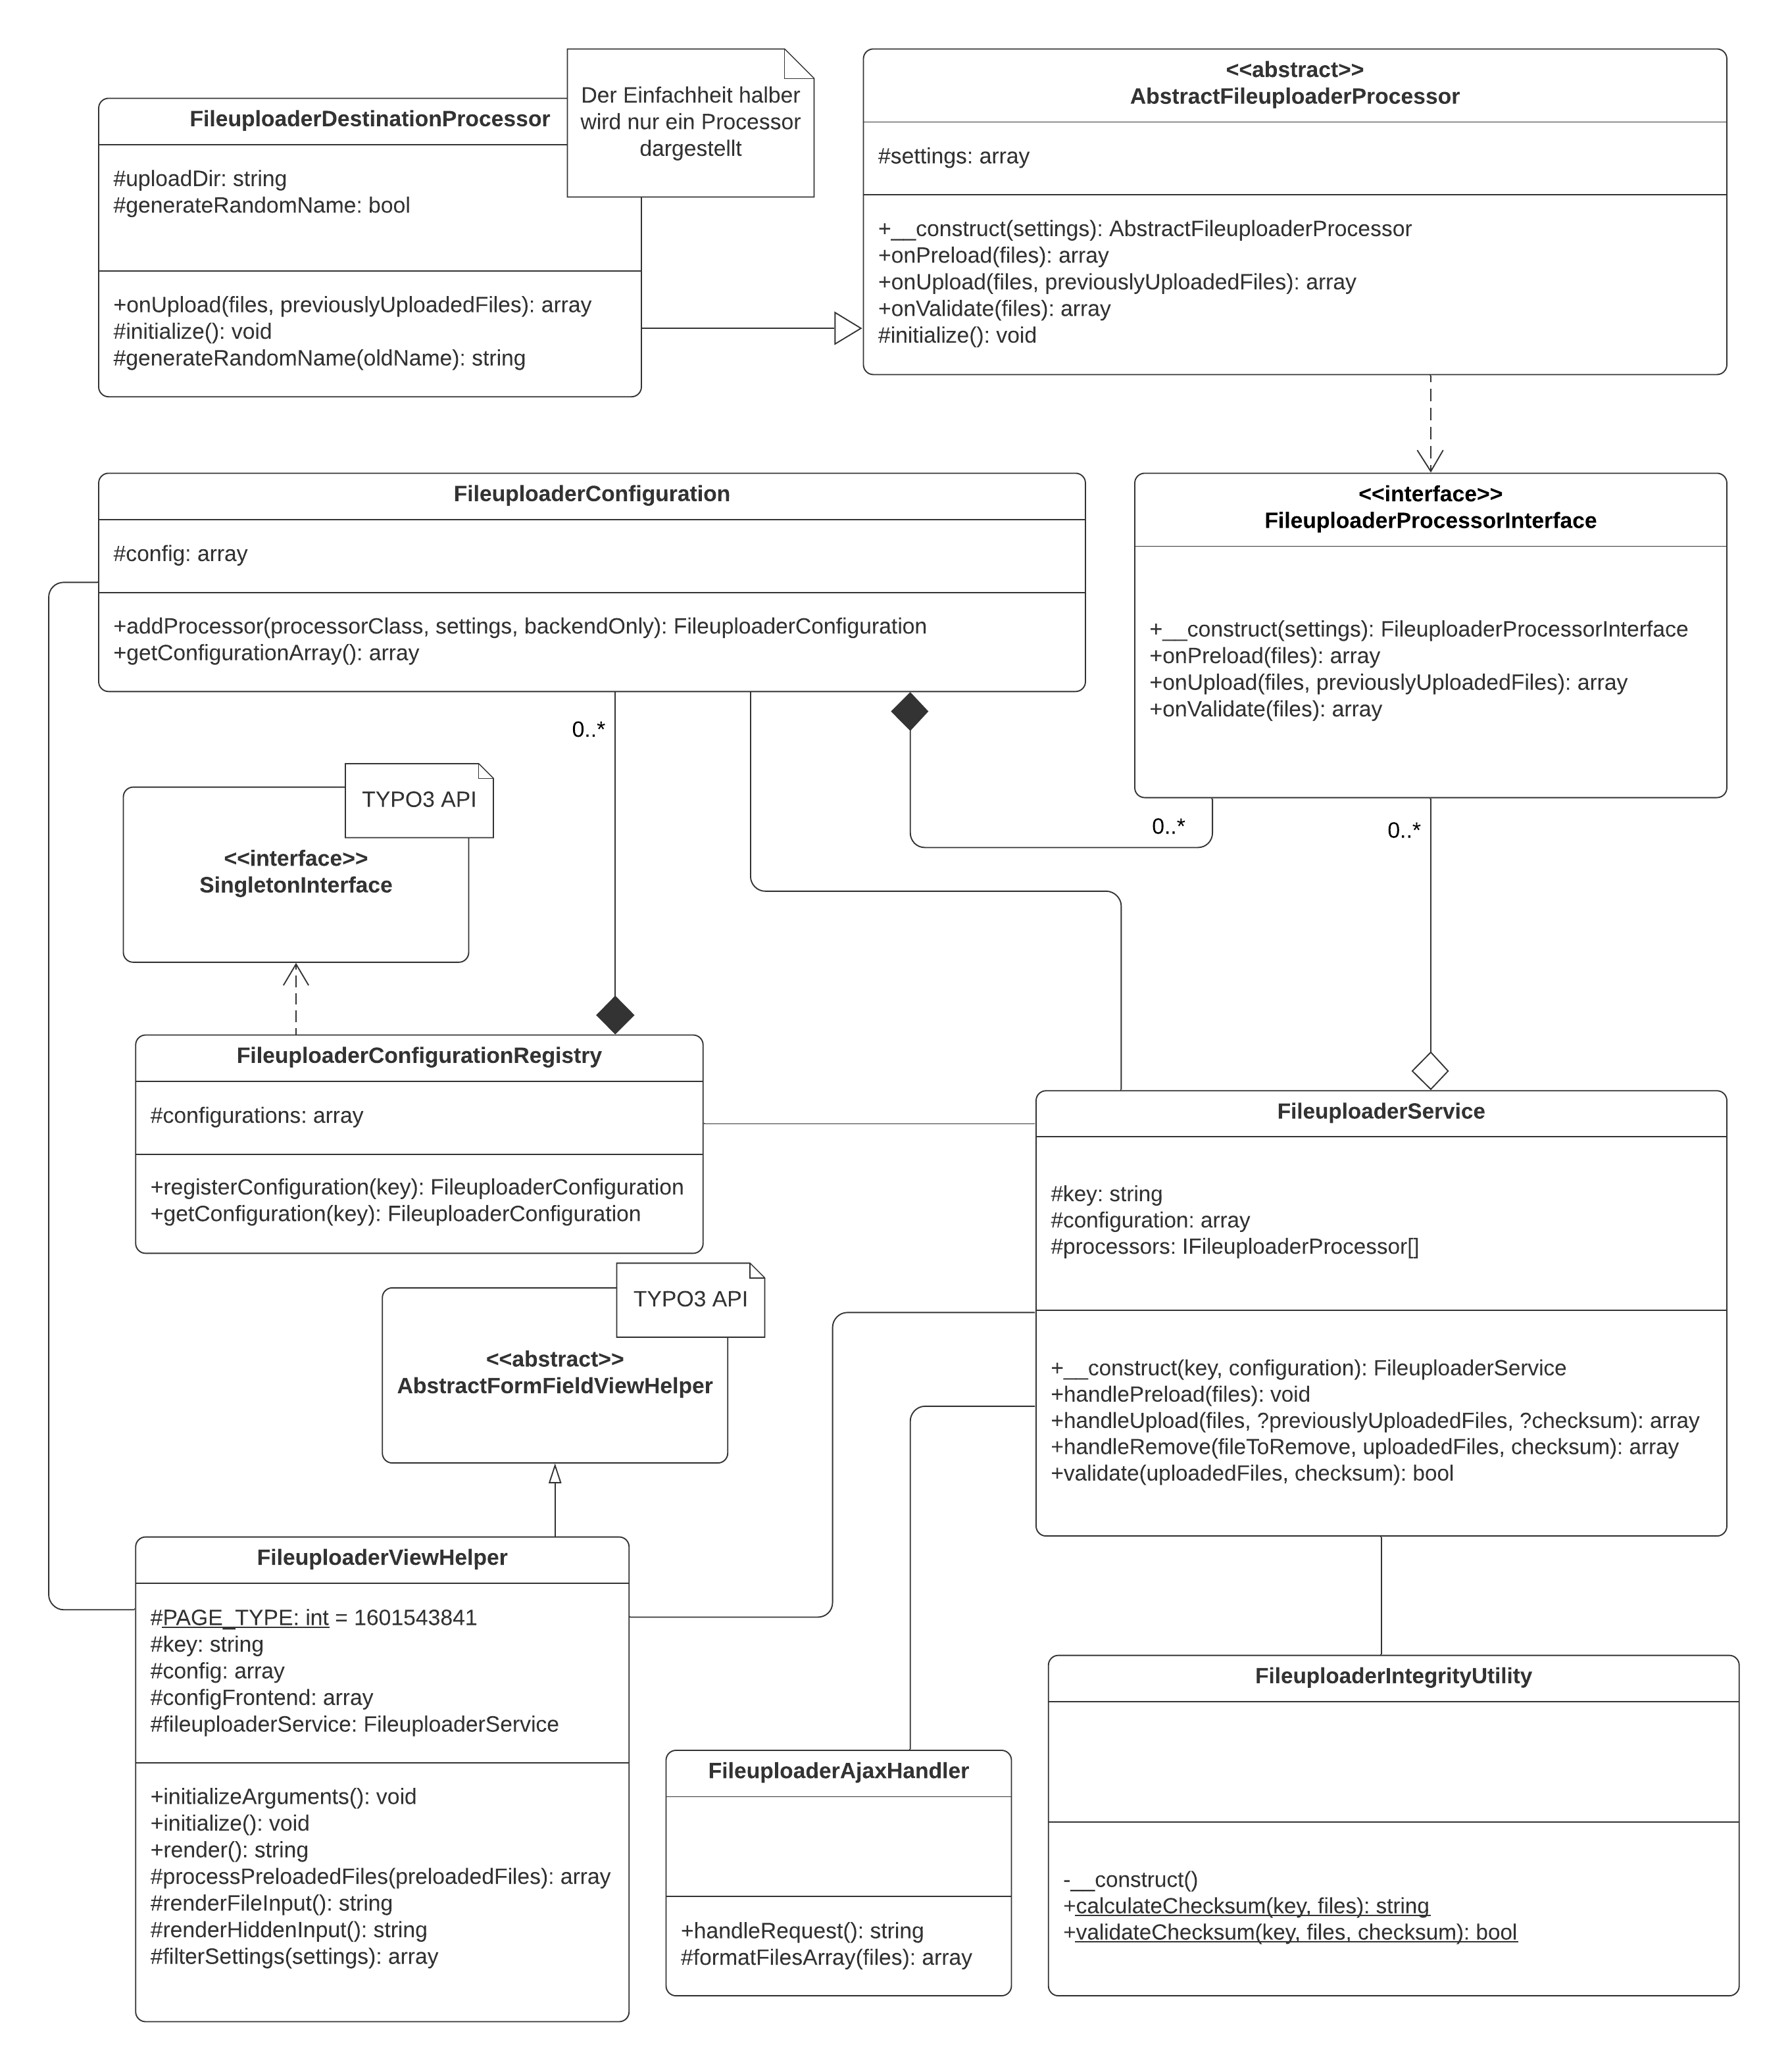 FileuploaderDestinationProcessor
#uploadDir: string
#generateRandomName: bool
+onUpload(files, previouslyUploadedFiles): array
#initialize(): void
#generateRandomName(oldName): string
Der Einfachheit halber
wird nur ein Processor
dargestellt
<<abstract>>
AbstractFileuploaderProcessor
#settings: array
+__construct(settings): AbstractFileuploaderProcessor
+onPreload(files): array
+onUpload(files, previouslyUploadedFiles): array
+onValidate(files): array
#initialize(): void
FileuploaderConfiguration
#config: array
+addProcessor(processorClass, settings, backendOnly): FileuploaderConfiguration
+getConfigurationArray(): array
<<interface>>
FileuploaderProcessorInterface
+__construct(settings): FileuploaderProcessorInterface
+onPreload(files): array
+onUpload(files, previouslyUploadedFiles): array
+onValidate(files): array
0..*
0..*
0..*
TYPO3 API
<<interface>>
SingletonInterface
FileuploaderConfigurationRegistry
#configurations: array
+registerConfiguration(key): FileuploaderConfiguration
+getConfiguration(key): FileuploaderConfiguration
FileuploaderService
#key: string
#configuration: array
#processors: IFileuploaderProcessor[]
+__construct(key, configuration): FileuploaderService
+handlePreload(files): void
+handleUpload(files, ?previouslyUploadedFiles, ?checksum): array
+handleRemove(fileToRemove, uploadedFiles, checksum): array
+validate(uploadedFiles, checksum): bool
TYPO3 API
<<abstract>>
AbstractFormFieldViewHelper
FileuploaderViewHelper
#PAGE_TYPE: int = 1601543841
#key: string
#config: array
#configFrontend: array
#fileuploaderService: FileuploaderService
+initializeArguments(): void
+initialize(): void
+render(): string
#processPreloadedFiles(preloadedFiles): array
#renderFileInput(): string
#renderHiddenInput(): string
#filterSettings(settings): array
FileuploaderAjaxHandler
+handleRequest(): string
#formatFilesArray(files): array
FileuploaderIntegrityUtility
-__construct()
+calculateChecksum(key, files): string
+validateChecksum(key, files, checksum): bool